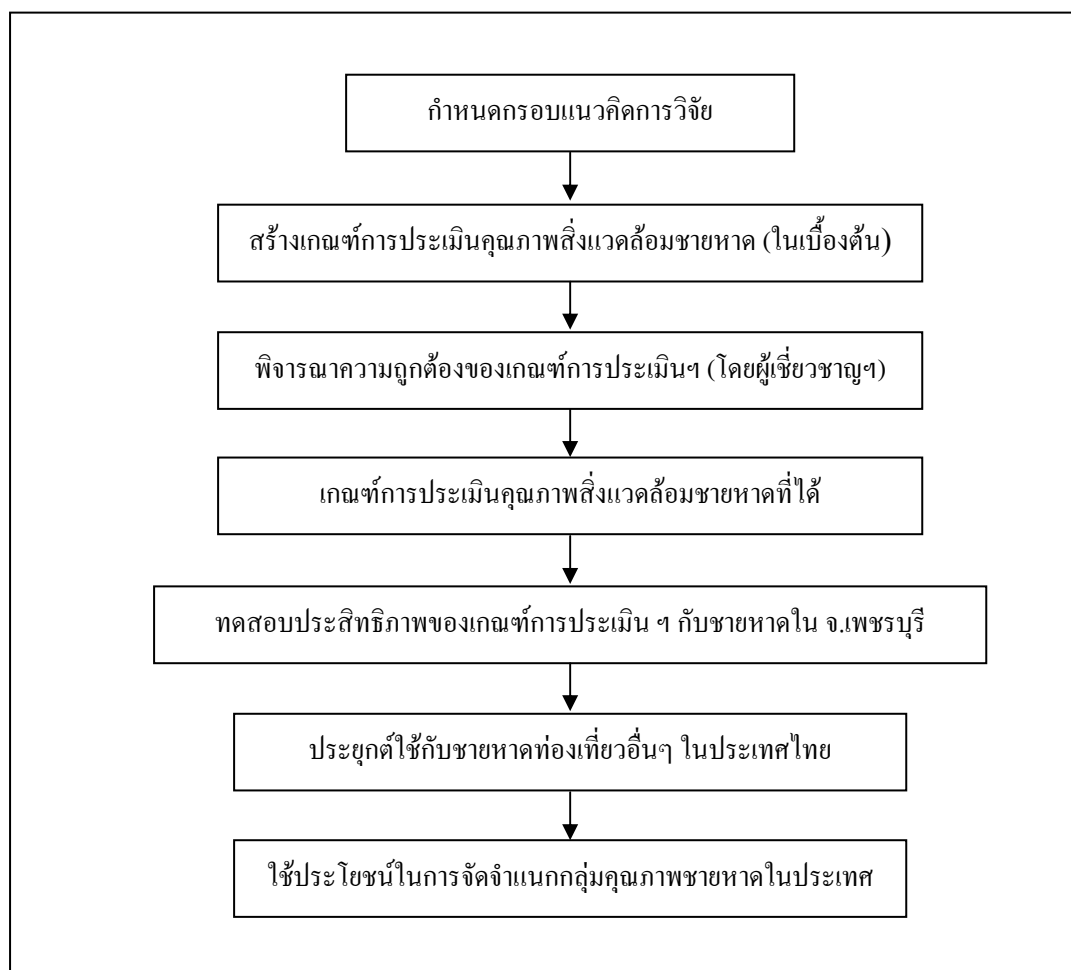 กำหนดกรอบแนวคิดการวิจัย
สร้างเกณฑ์การประเมินคุณภาพสิ่งแวดล้อมชายหาด (ในเบื้องต้น)
พิจารณาความถูกต้องของเกณฑ์การประเมินฯ (โดยผู้เชี่ยวชาญฯ)
เกณฑ์การประเมินคุณภาพสิ่งแวดล้อมชายหาดที่ได้
ทดสอบประสิทธิภาพของเกณฑ์การประเมิน ฯ กับชายหาดใน จ.เพชรบุรี
ประยุกต์ใช้กับชายหาดท่องเที่ยวอื่นๆ ในประเทศไทย
ใช้ประโยชน์ในการจัดจำแนกกลุ่มคุณภาพชายหาดในประเทศ